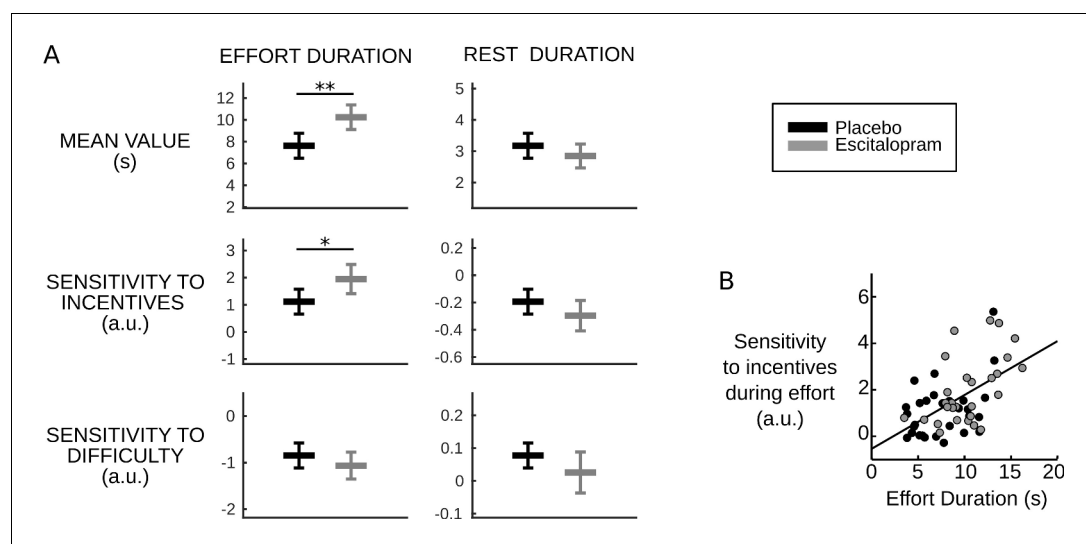 A
EFFORT DURATION
REST DURATION
**
12
10
8
6
4
2
5
4
3
2
MEAN VALUE
(s)
Placebo
Escitalopram
*
3
2
1
0
-1
0.2
0
-0.2
-0.4
-0.6
SENSITIVITY TO
INCENTIVES
(a.u.)
0
-1
-2
0.2
0.1
0
-0.1
SENSITIVITY TO
DIFFICULTY
(a.u.)
B
Sensitivity
to incentives
during effort
(a.u.)
6
4
2
0
0 5 10 15 20
Effort Duration (s)